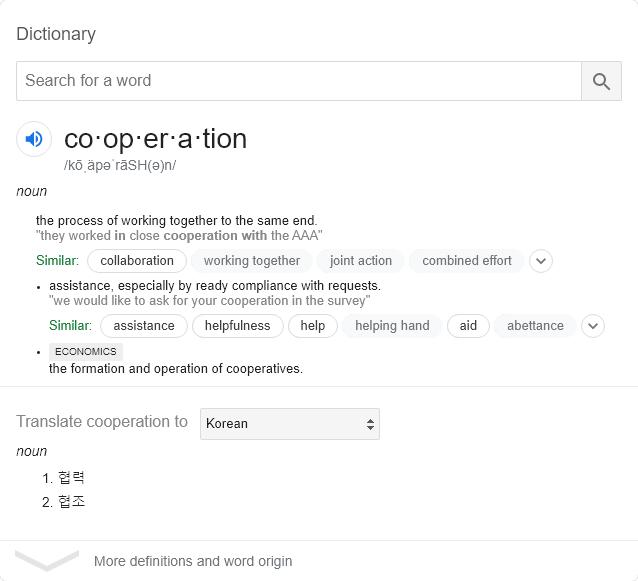 Dictionary
Search for a word
co·op·er·a·tion
/kōˌäpəˈrāSH(ə)n/
noun
the process of working together to the same end.
"they worked in close cooperation with the AAA"
Similar: collaboration working together joint action combined effort
• assistance, especially by ready compliance with requests.
"we would like to ask for your cooperation in the survey"
Similar: assistance helpfulness help helping hand aid abettance
• ECONOMICS
the formation and operation of cooperatives.
Translate cooperation to Korean
noun
1. 협력
2. 협조
More definitions and word origin